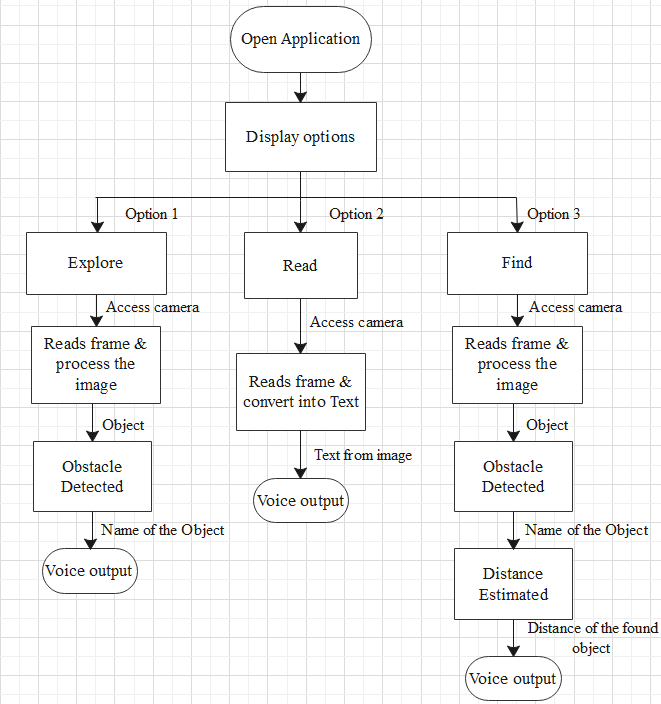 Open Application
Display options
Option 1
Option 2
Option 3
Explore
Read
Find
Access camera
Access camera
Access camera
Reads frame &
process the
image
Reads frame &
convert into Text
Reads frame &
process the
image
Object
Text from image
Object
Obstacle
Detected
Voice output
Obstacle
Detected
Name of the Object
Name of the Object
Voice output
Distance
Estimated
Distance of the found
object
Voice output